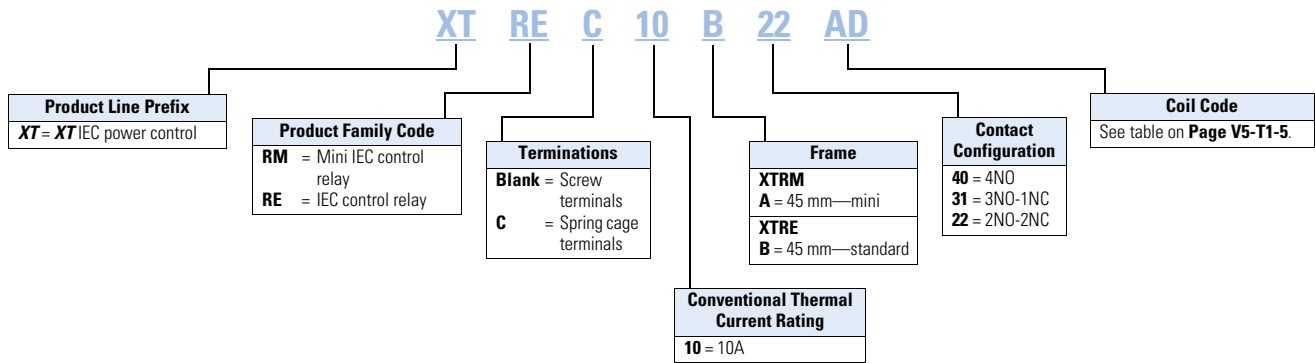 XT RE C 10 B 22 AD
Product Line Prefix
XT = XT IEC power control
Product Family Code
RM = Mini IEC control
relay
RE = IEC control relay
Terminations
Blank = Screw
terminals
C = Spring cage
terminals
Conventional Thermal
Current Rating
10 = 10A
Frame
XTRM
A = 45 mm—mini
XTRE
B = 45 mm—standard
Contact
Configuration
40 = 4NO
31 = 3NO-1NC
22 = 2NO-2NC
Coil Code
See table on Page V5-T1-5.